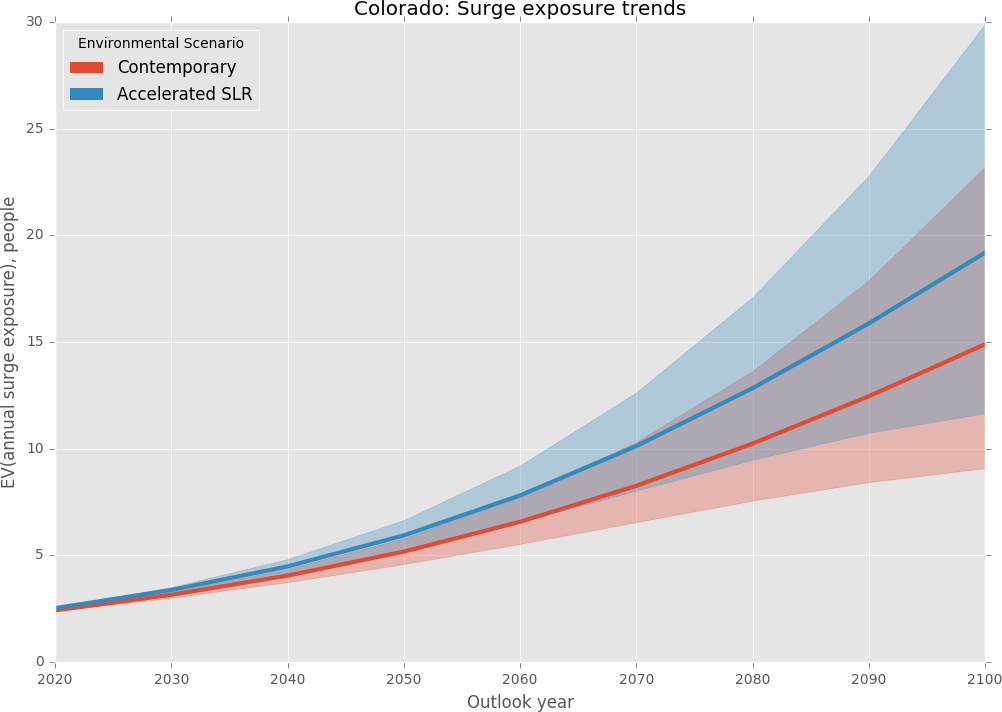 Colorado: Surge exposure trends
Environmental Scenario
Contemporary
Accelerated SLR
EV(annual surge exposure), people
30
25
20
15
10
5
0
2020 2030 2040 2050 2060 2070 2080 2090 2100
Outlook year